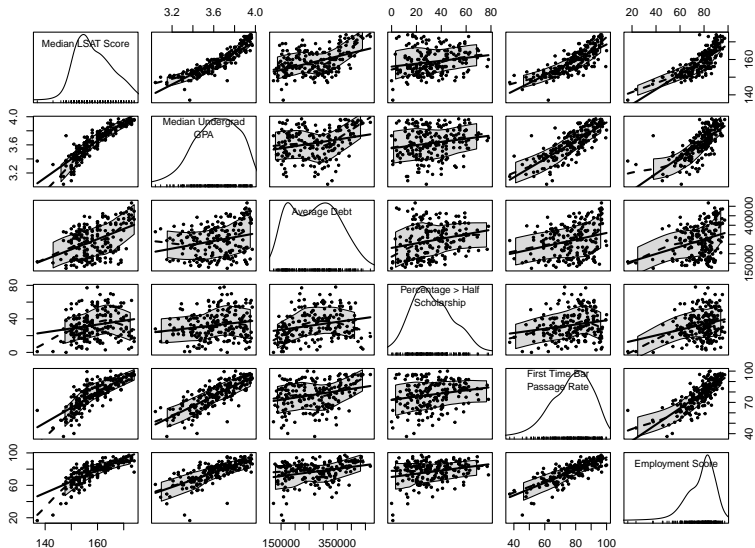 3.2 3.6 4.0
0 20 40 60 80
20 40 60 80
Median LSAT Score
140 160
3.2 3.6 4.0
Median Undergrad
GPA
Average Debt
150000 400000
0 40 80
Percentage > Half
Scholarship
First Time Bar
Passage Rate
40 70 100
20 60 100
Employment Score
140 160
150000 350000
40 60 80 100